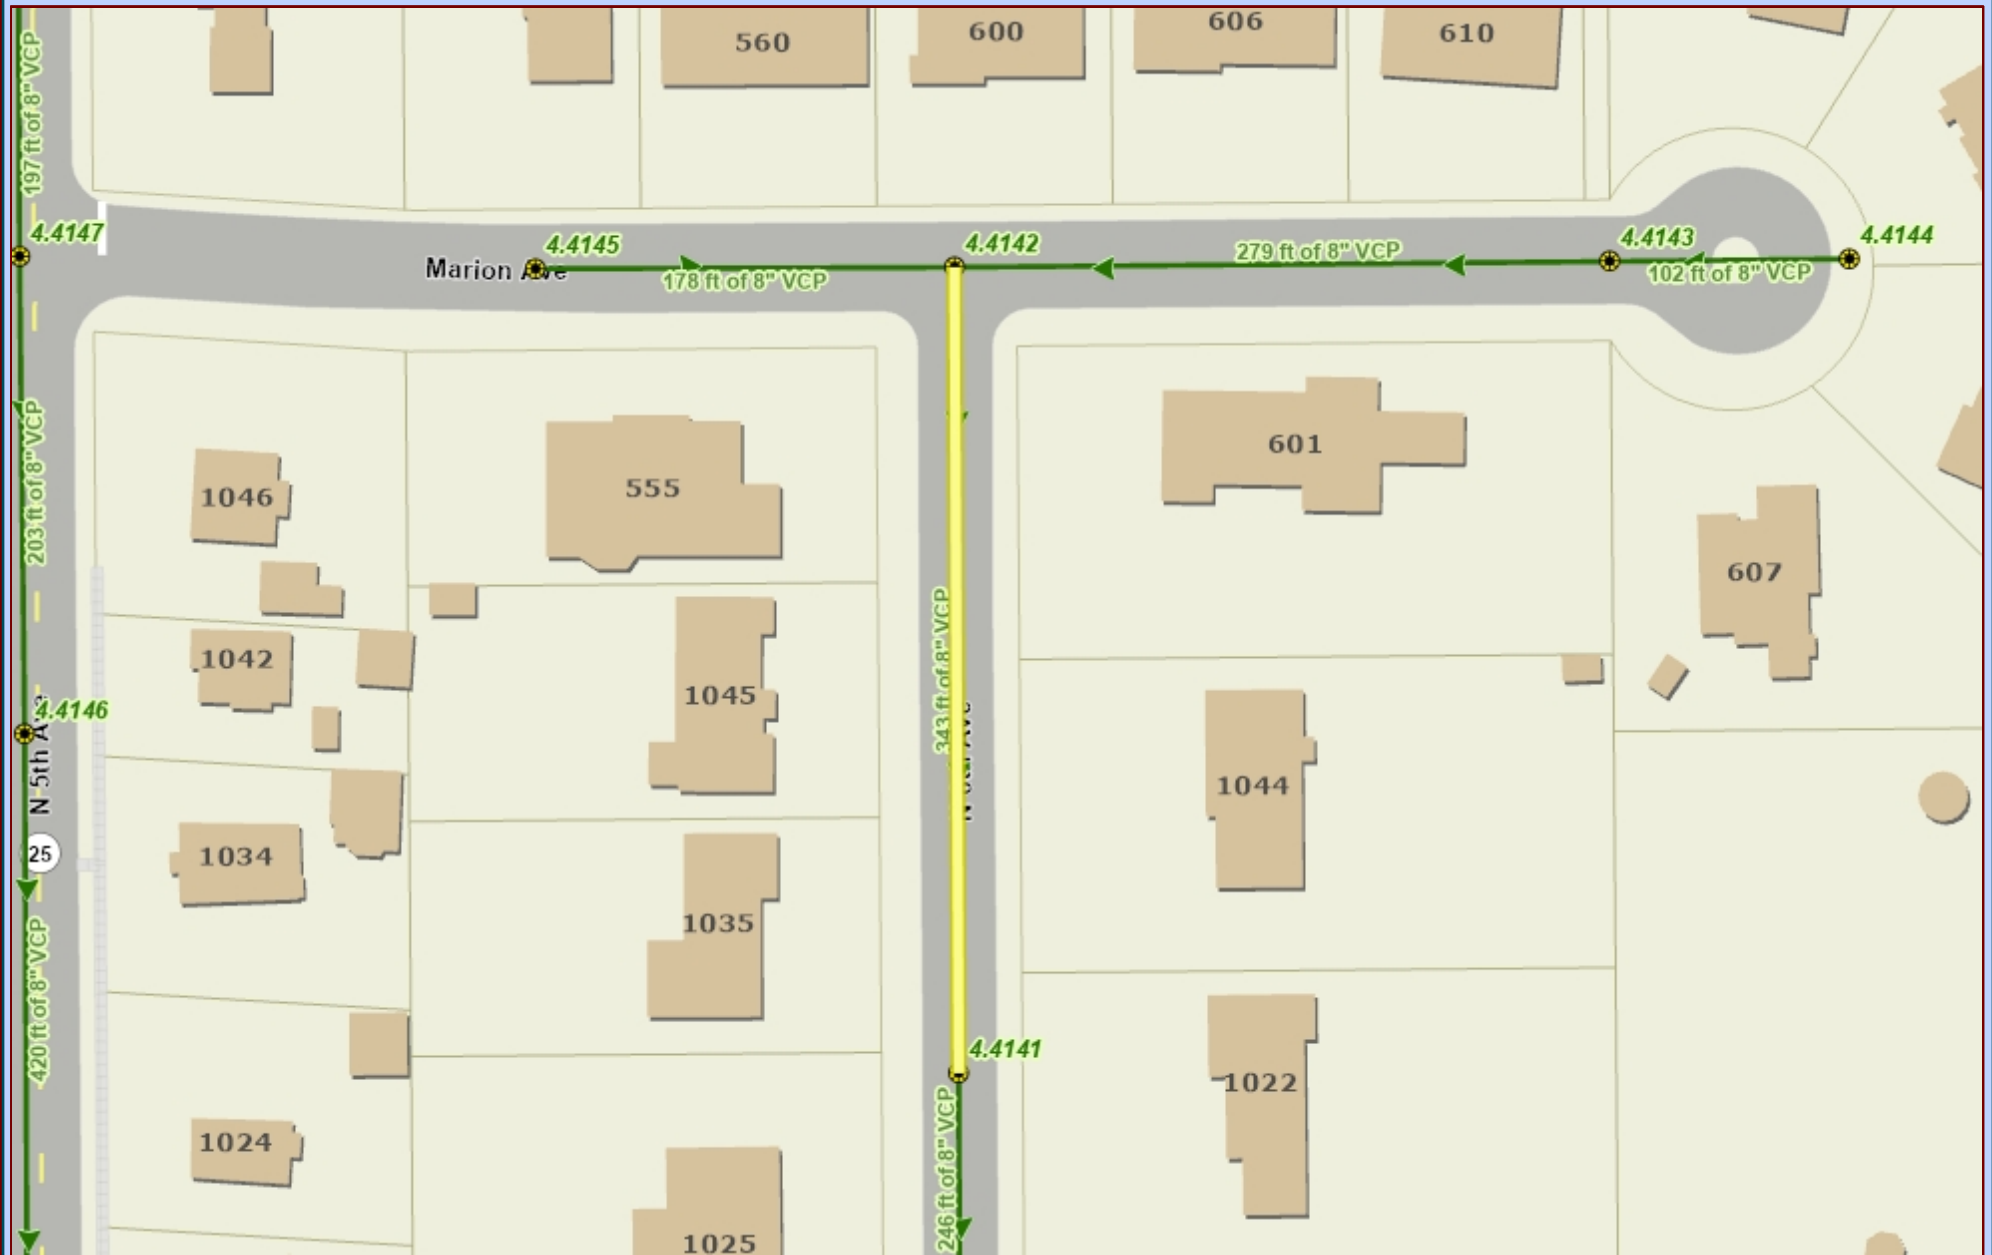 560
600
606
610
197 ft of 8" VCP
4.4147
4.4145
4.4142
279 ft of 8" VCP
4.4143
4.4144
Marion Ave
178 ft of 8" VCP
102 ft of 8" VCP
203 ft of 8" VCP
1046
555
601
607
1042
1045
343 ft of 8" VCP
4.4146
N 5th Ave
1044
25
1034
1035
420 ft of 8" VCP
4.4141
1022
1024
246 ft of 8" VCP
1025